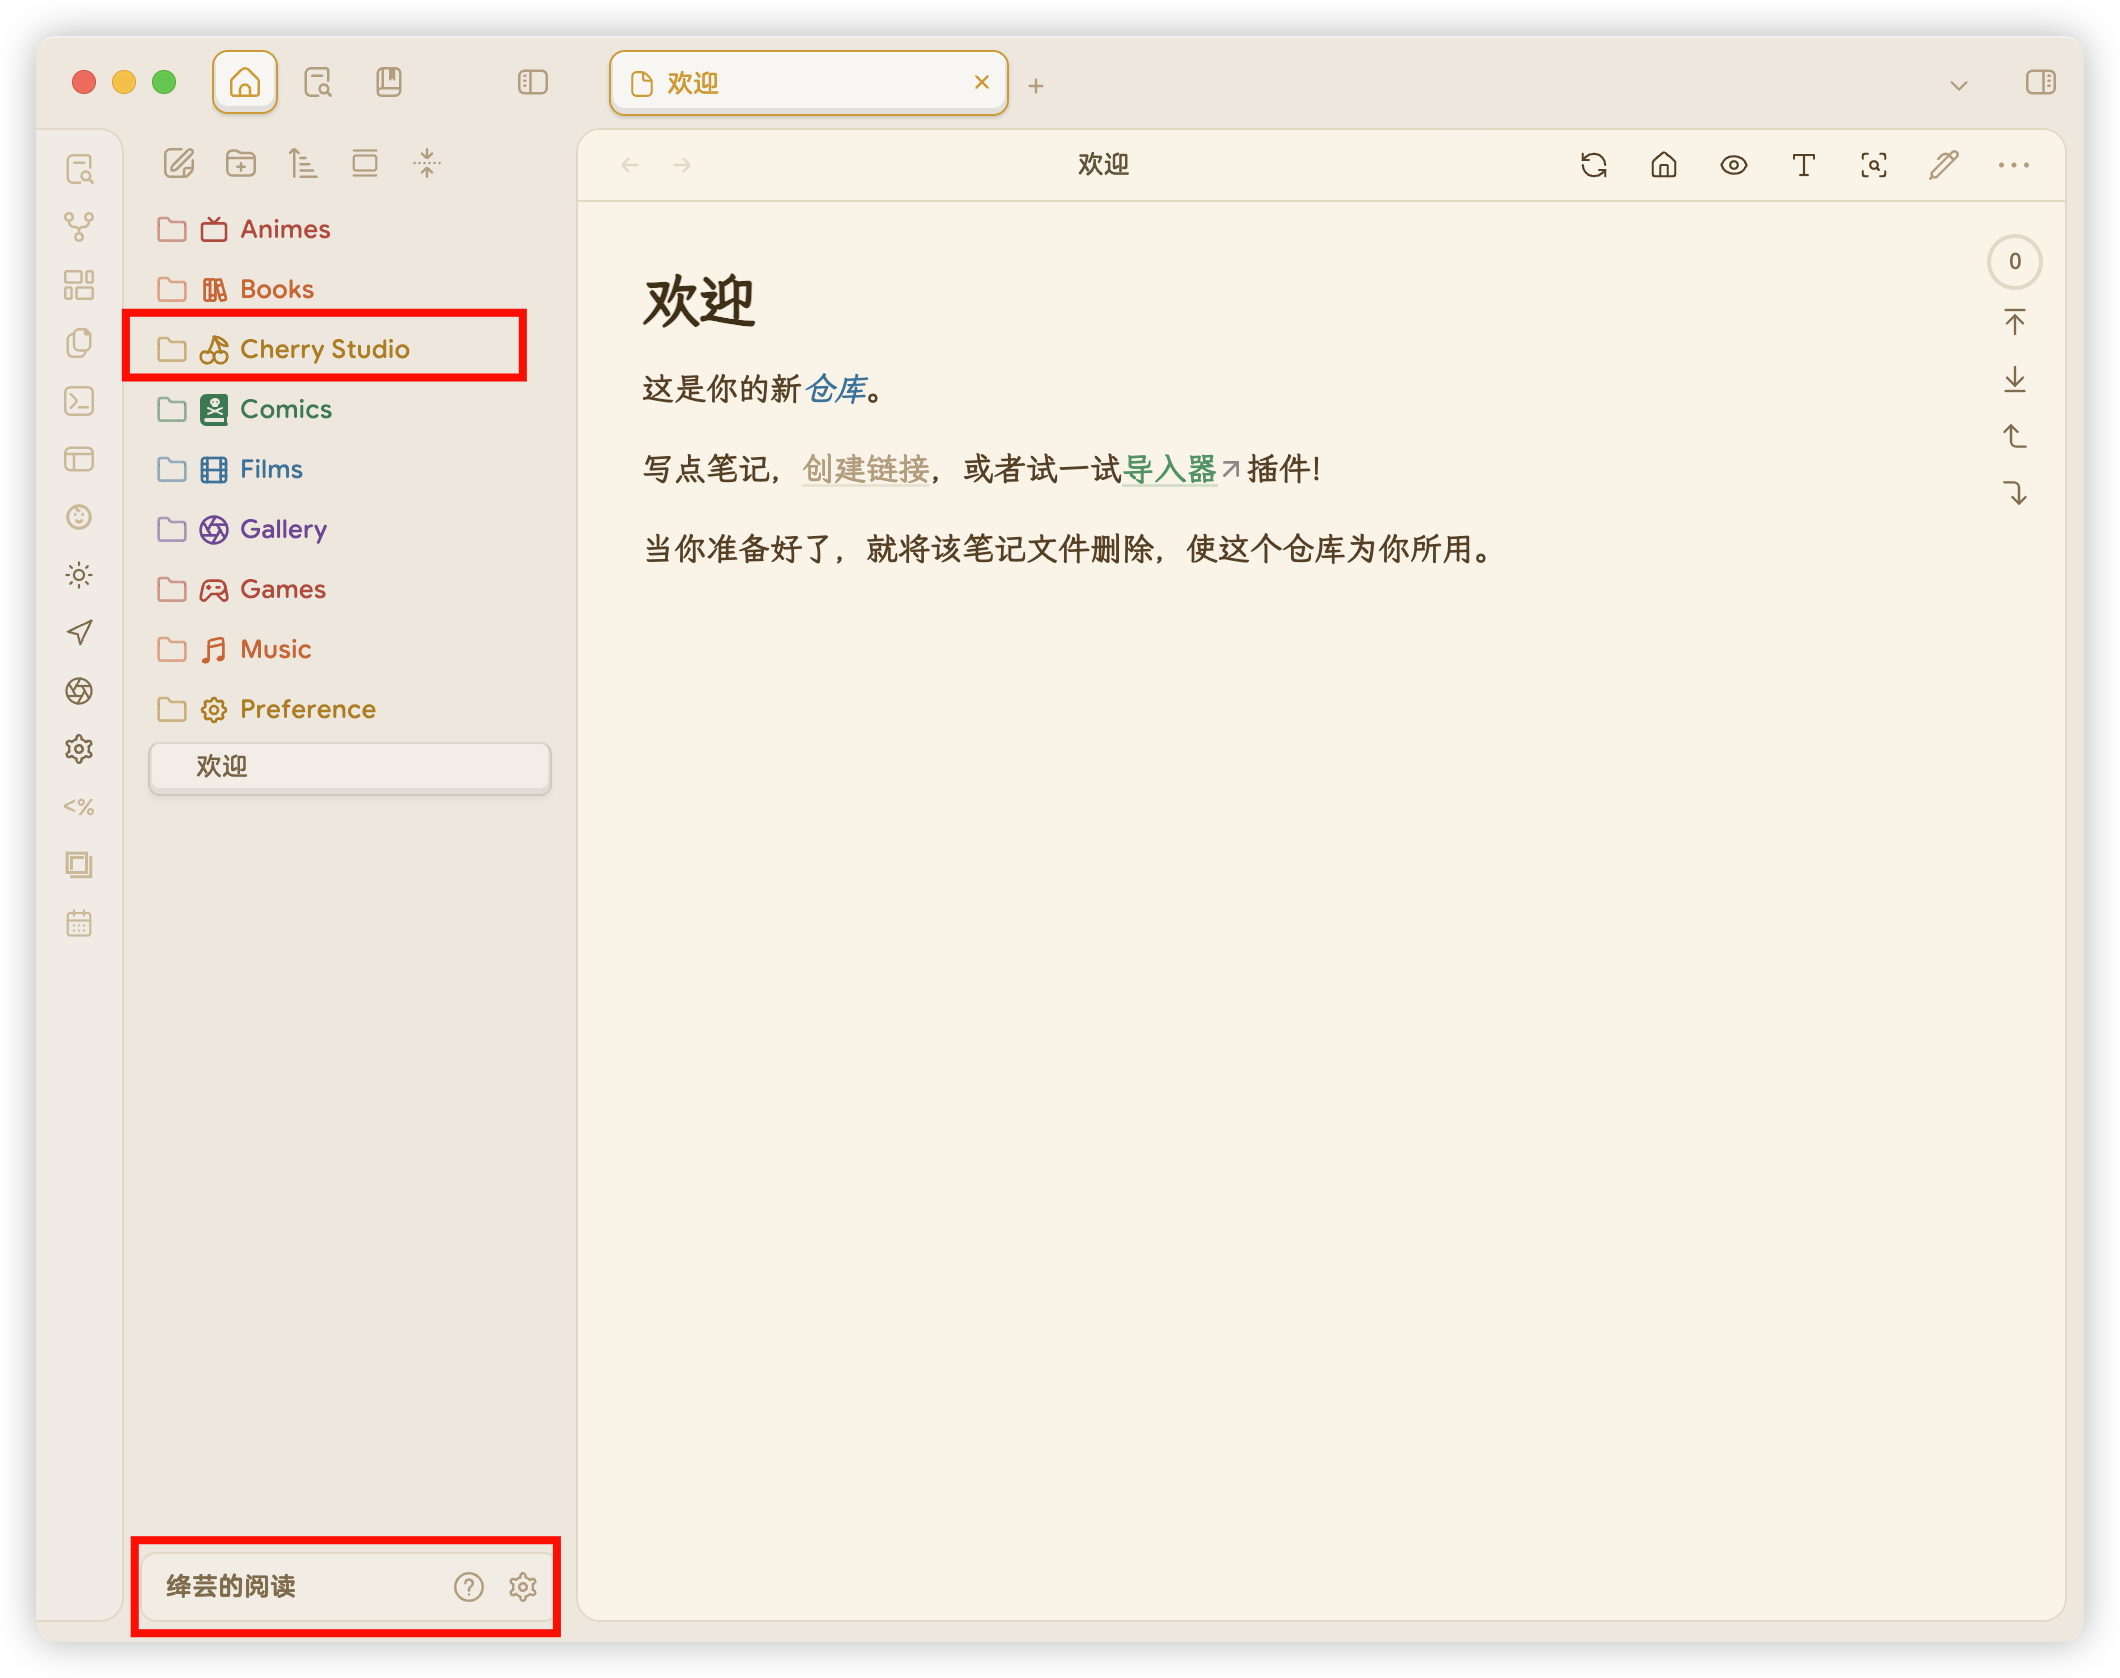 欢迎
欢迎
Animes
Books
Cherry Studio
Comics
Films
Gallery
Games
Music
Preference
欢迎
<%
绛芸的阅读
欢迎
这是你的新仓库。
写点笔记，创建链接，或者试一试导入器插件!
当你准备好了，就将该笔记文件删除，使这个仓库为你所用。
0